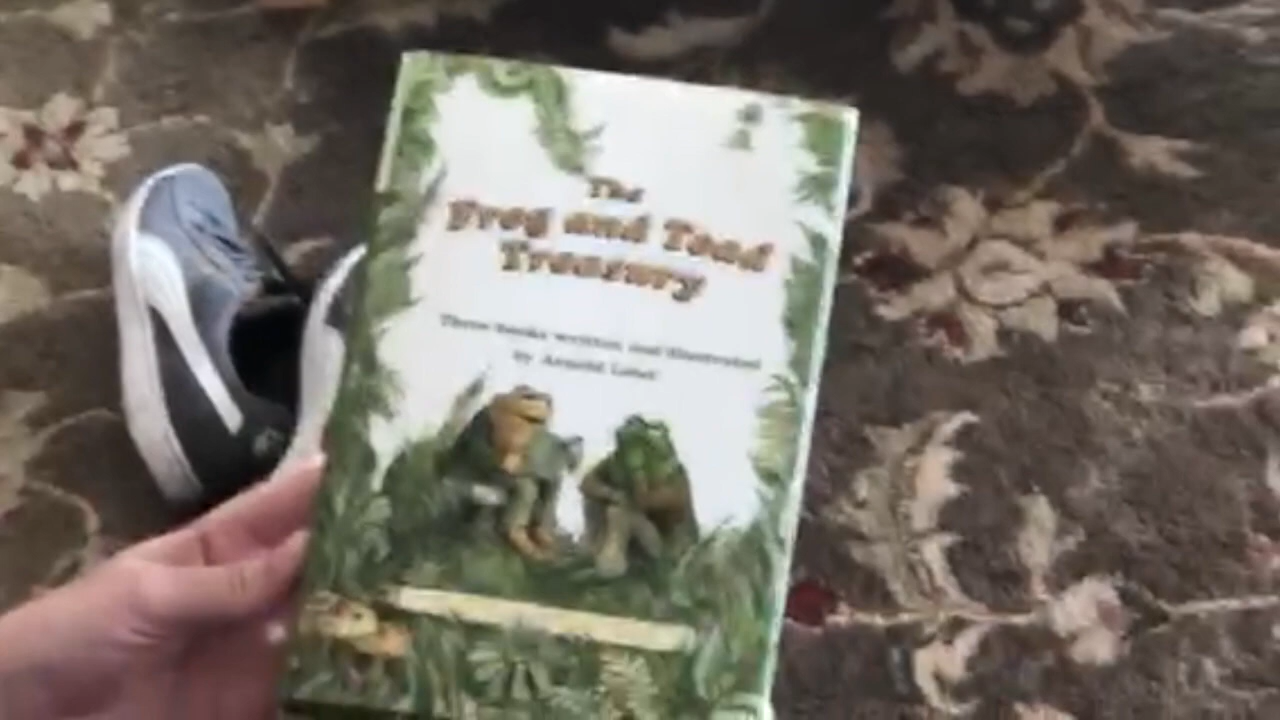 The
Frog and Toad
Treasury
Three books written and illustrated
by Arnold Lobel